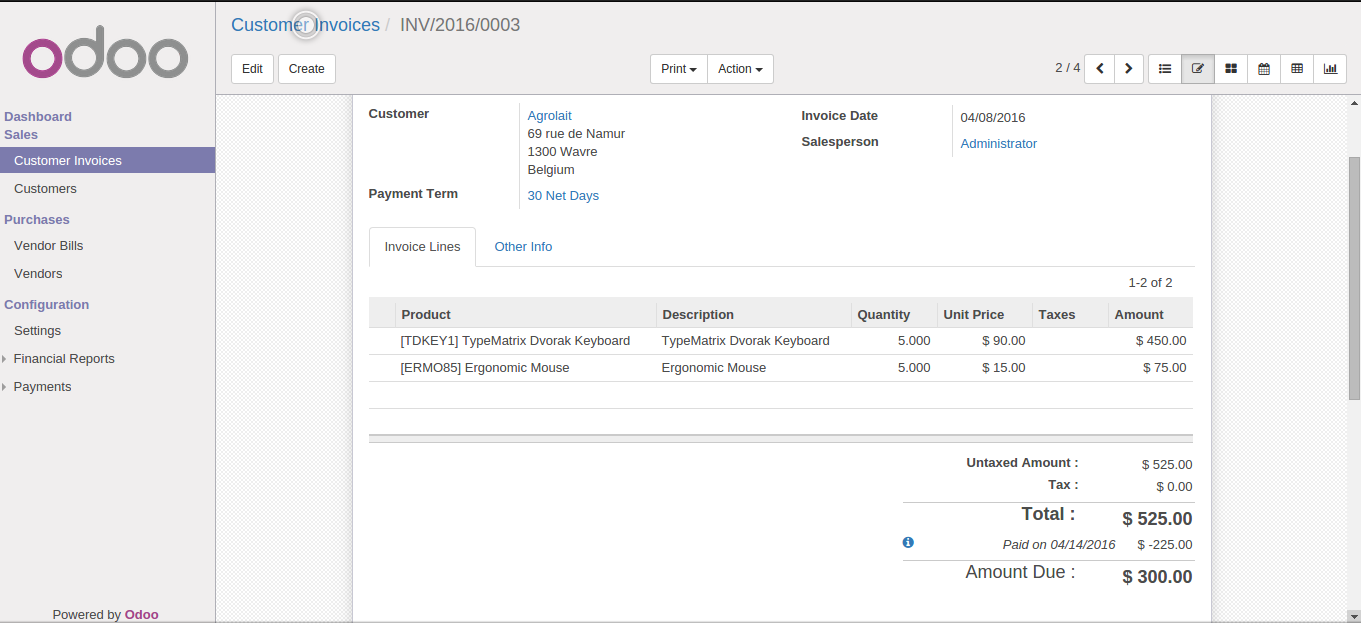 odoo
Customer Invoices / INV/2016/0003
Edit Create Print Action 2 / 4
Dashboard
Sales
Customer Invoices
Customers
Purchases
Vendor Bills
Vendors
Configuration
Settings
Financial Reports
Payments
Powered by Odoo
Customer Agrolait
69 rue de Namur
1300 Wavre
Belgium
Payment Term 30 Net Days
Invoice Date 04/08/2016
Salesperson Administrator
Invoice Lines Other Info
1-2 of 2
Product Description Quantity Unit Price Taxes Amount
[TDKEY1] TypeMatrix Dvorak Keyboard TypeMatrix Dvorak Keyboard 5.000 $ 90.00 $ 450.00
[ERMO85] Ergonomic Mouse Ergonomic Mouse 5.000 $ 15.00 $ 75.00
Untaxed Amount : $ 525.00
Tax : $ 0.00
Total : $ 525.00
Paid on 04/14/2016 $ -225.00
Amount Due : $ 300.00